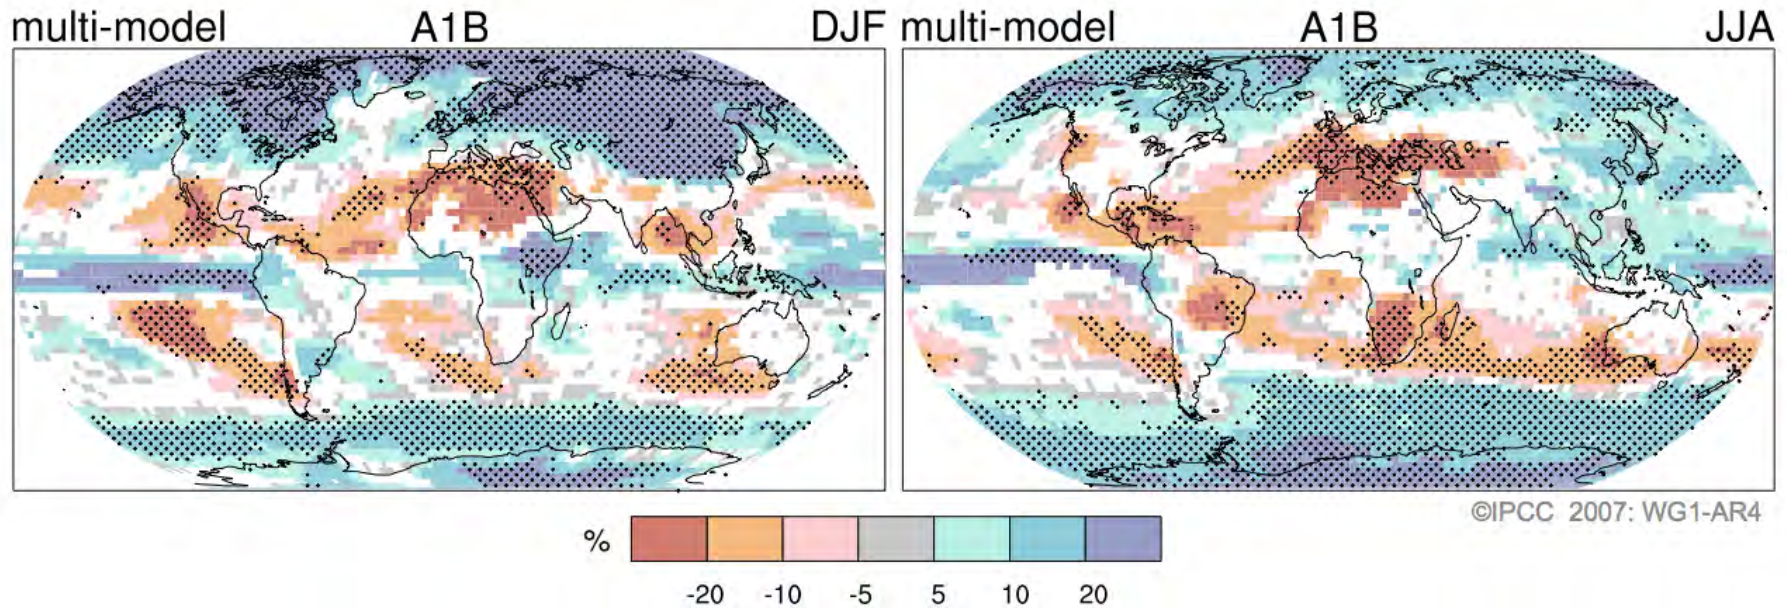 multi-model A1B DJF
multi-model A1B JJA
©IPCC 2007: WG1-AR4
%
-20 -10 -5 5 10 20